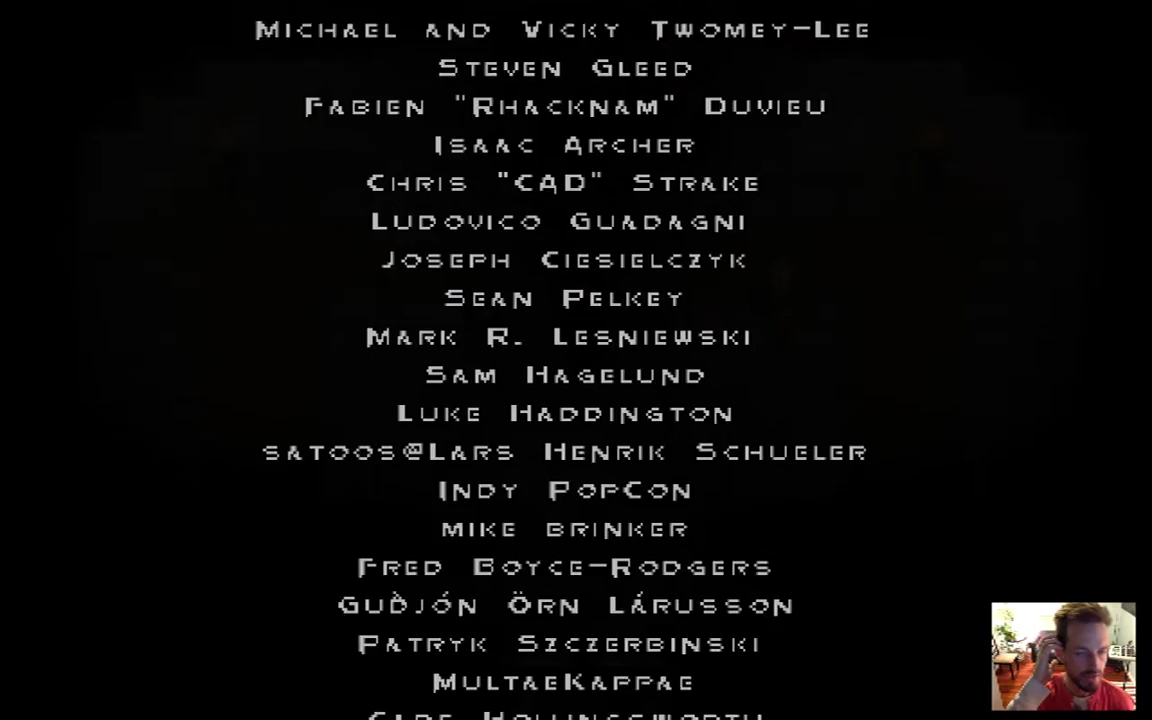 Michael and Vicky Twomey-Lee
Steven Gleed
Fabien "Rhacknam" Duvieu
Isaac Archer
Chris "CAD" Strake
Ludovico Guadagni
Joseph Ciesielczyk
Sean Pelkey
Mark R. Lesniewski
Sam Hagelund
Luke Haddington
satoos@Lars Henrik Schueler
Indy PopCon
mike brinker
Fred Boyce-Rodgers
Guðjón Örn Lárusson
Patryk Szczerbinski
MultaeKappae